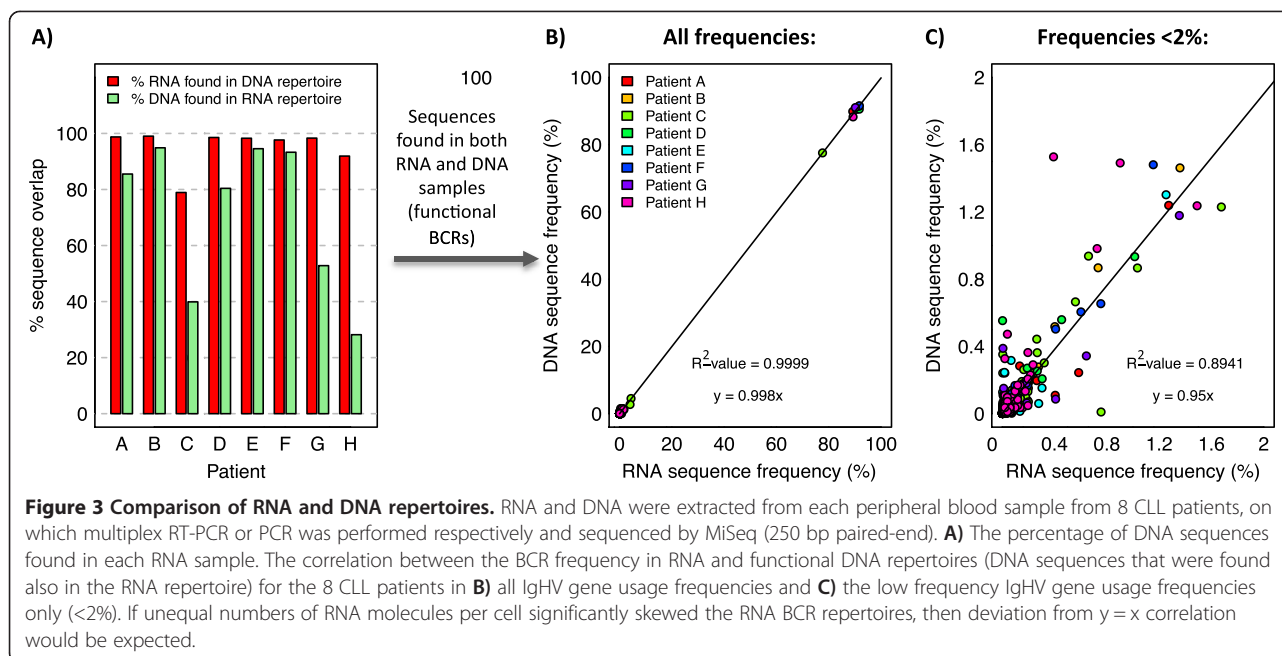 A)
% RNA found in DNA repertoire
% DNA found in RNA repertoire
% sequence overlap
100
80
60
40
20
0
A B C D E F G H
Patient
100
Sequences
found in both
RNA and DNA
samples
(functional
BCRs)
B) All frequencies:
DNA sequence frequency (%)
100
80
60
40
20
0
Patient A
Patient B
Patient C
Patient D
Patient E
Patient F
Patient G
Patient H
R2-value = 0.9999
y = 0.998x
0 20 40 60 80 100
RNA sequence frequency (%)
C) Frequencies <2%:
DNA sequence frequency (%)
2
1.6
1.2
0.8
0.4
0
R2-value = 0.8941
y = 0.95x
0 0.4 0.8 1.2 1.6 2
RNA sequence frequency (%)
Figure 3 Comparison of RNA and DNA repertoires. RNA and DNA were extracted from each peripheral blood sample from 8 CLL patients, on
which multiplex RT-PCR or PCR was performed respectively and sequenced by MiSeq (250 bp paired-end). A) The percentage of DNA sequences
found in each RNA sample. The correlation between the BCR frequency in RNA and functional DNA repertoires (DNA sequences that were found
also in the RNA repertoire) for the 8 CLL patients in B) all IgHV gene usage frequencies and C) the low frequency IgHV gene usage frequencies
only (<2%). If unequal numbers of RNA molecules per cell significantly skewed the RNA BCR repertoires, then deviation from y = x correlation
would be expected.